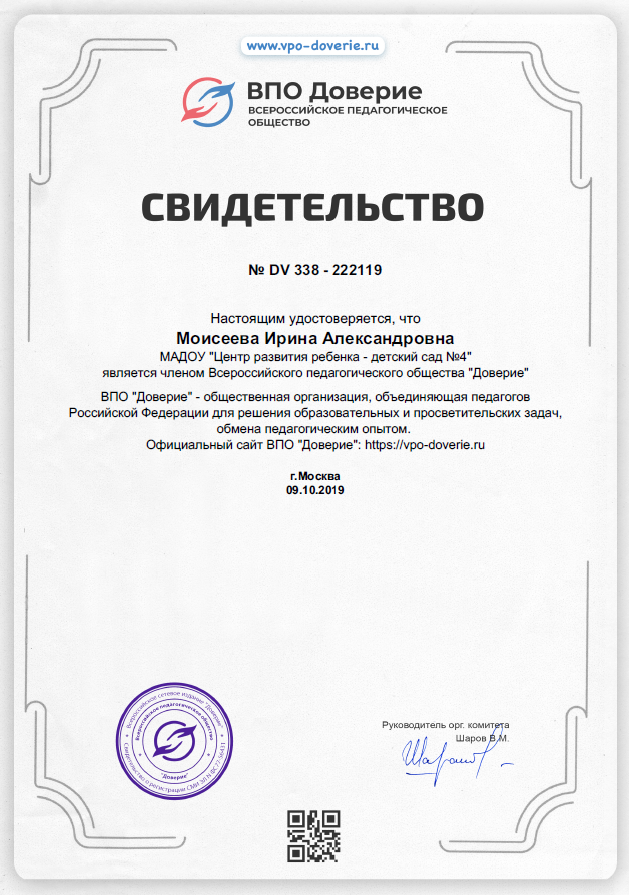 www.vpo-doverie.ru
ВПО Доверие
ВСЕРОССИЙСКОЕ ПЕДАГОГИЧЕСКОЕ
ОБЩЕСТВО
СВИДЕТЕЛЬСТВО
№ DV 338 - 222119
Настоящим удостоверяется, что
Моисеева Ирина Александровна
МАДОУ "Центр развития ребенка - детский сад №4"
является членом Всероссийского педагогического общества "Доверие"
ВПО "Доверие" - общественная организация, объединяющая педагогов
Российской Федерации для решения образовательных и просветительских задач,
обмена педагогическим опытом.
Официальный сайт ВПО "Доверие": https://vpo-doverie.ru
г.Москва
09.10.2019
Всероссийское сетевое издание "Доверие"
Всероссийское педагогическое общество
"Доверие"
Свидетельство о регистрации СМИ ЭЛ № ФС
Руководитель орг. комитета
Шаров В.М.